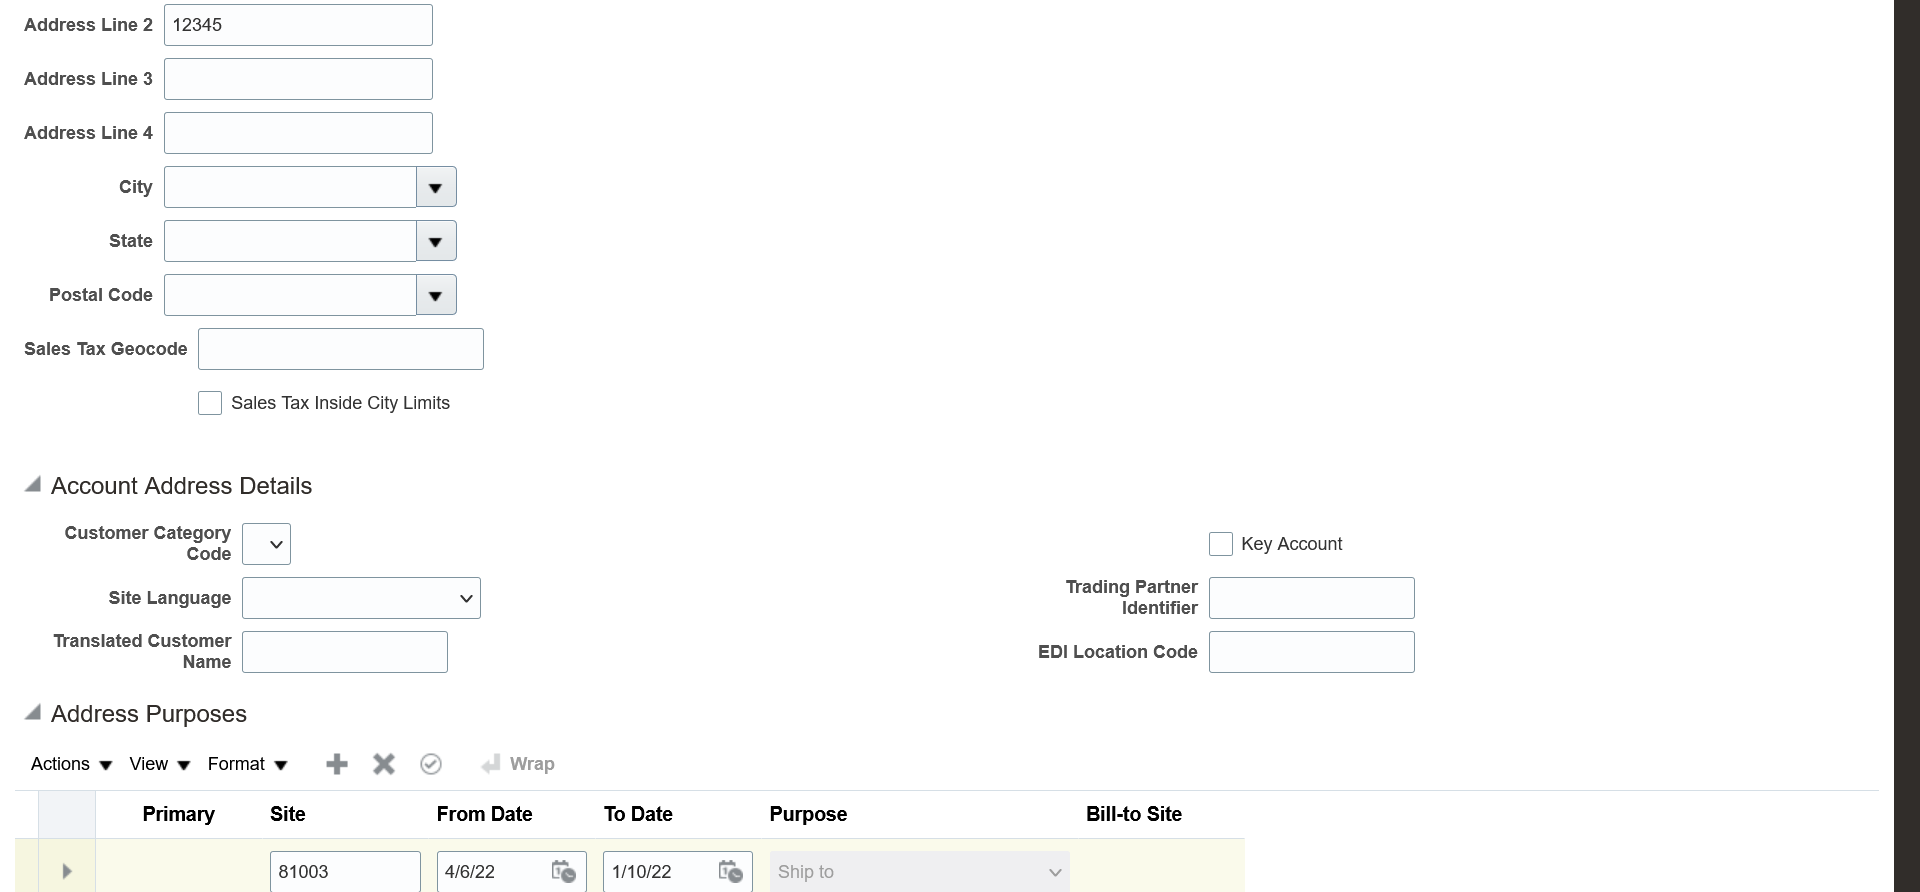 Address Line 2 12345
Address Line 3
Address Line 4
City
State
Postal Code
Sales Tax Geocode
Sales Tax Inside City Limits
Account Address Details
Customer Category
Code
Key Account
Site Language
Trading Partner
Identifier
Translated Customer
Name
EDI Location Code
Address Purposes
Actions View Format Wrap
Primary Site From Date To Date Purpose Bill-to Site
81003 4/6/22 1/10/22 Ship to